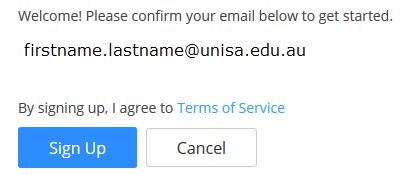 Welcome! Please confirm your email below to get started.
firstname.lastname@unisa.edu.au
By signing up, I agree to Terms of Service
Sign Up Cancel